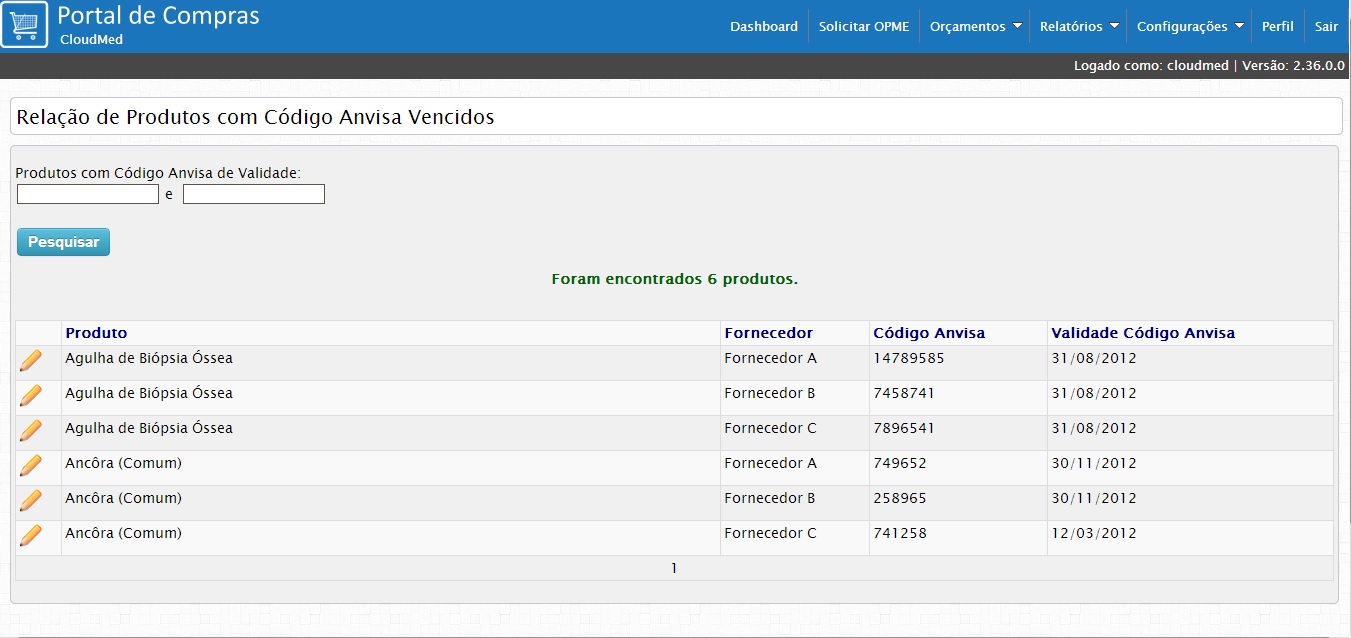 Portal de Compras
CloudMed
Dashboard Solicitar OPME Orçamentos Relatórios Configurações Perfil Sair
Logado como: cloudmed | Versão: 2.36.0.0
Relação de Produtos com Código Anvisa Vencidos
Produtos com Código Anvisa de Validade:
e
Pesquisar
Foram encontrados 6 produtos.
Produto Fornecedor Código Anvisa Validade Código Anvisa
Agulha de Biópsia Óssea Fornecedor A 14789585 31/08/2012
Agulha de Biópsia Óssea Fornecedor B 7458741 31/08/2012
Agulha de Biópsia Óssea Fornecedor C 7896541 31/08/2012
Ancôra (Comum) Fornecedor A 749652 30/11/2012
Ancôra (Comum) Fornecedor B 258965 30/11/2012
Ancôra (Comum) Fornecedor C 741258 12/03/2012
1